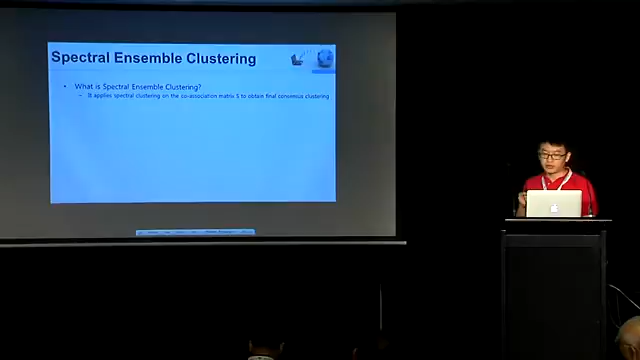 Spectral Ensemble Clustering
• What is Spectral Ensemble Clustering?
– It applies spectral clustering on the co-association matrix S to obtain final consensus clustering